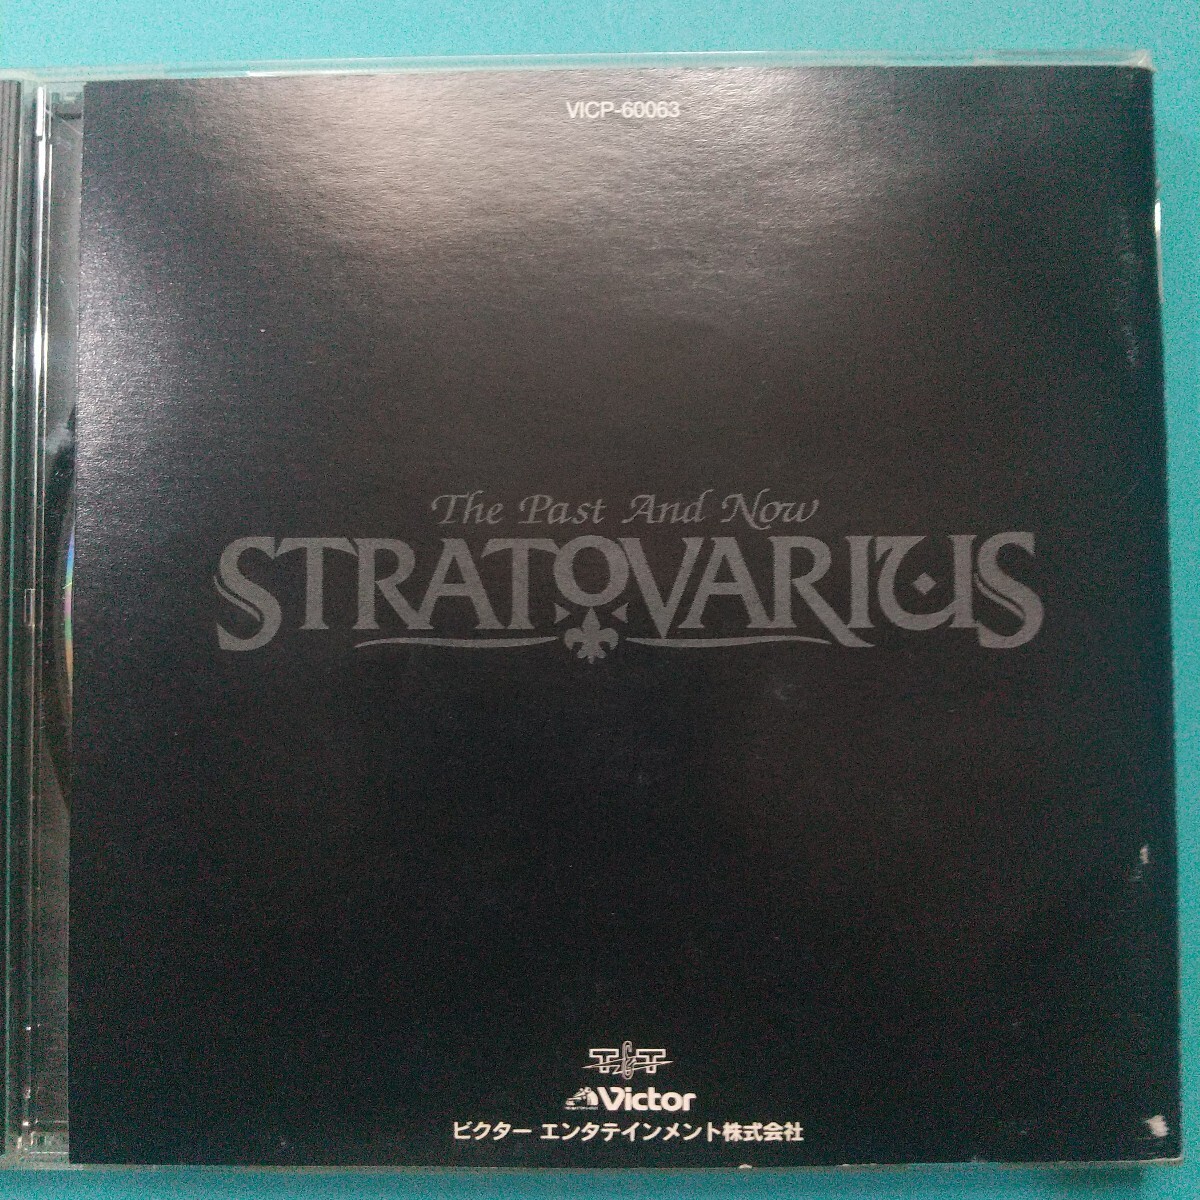 VICP-60063
The Past And Now
STRATOVARIUS
T&T
Victor
ビクター エンタテインメント株式会社